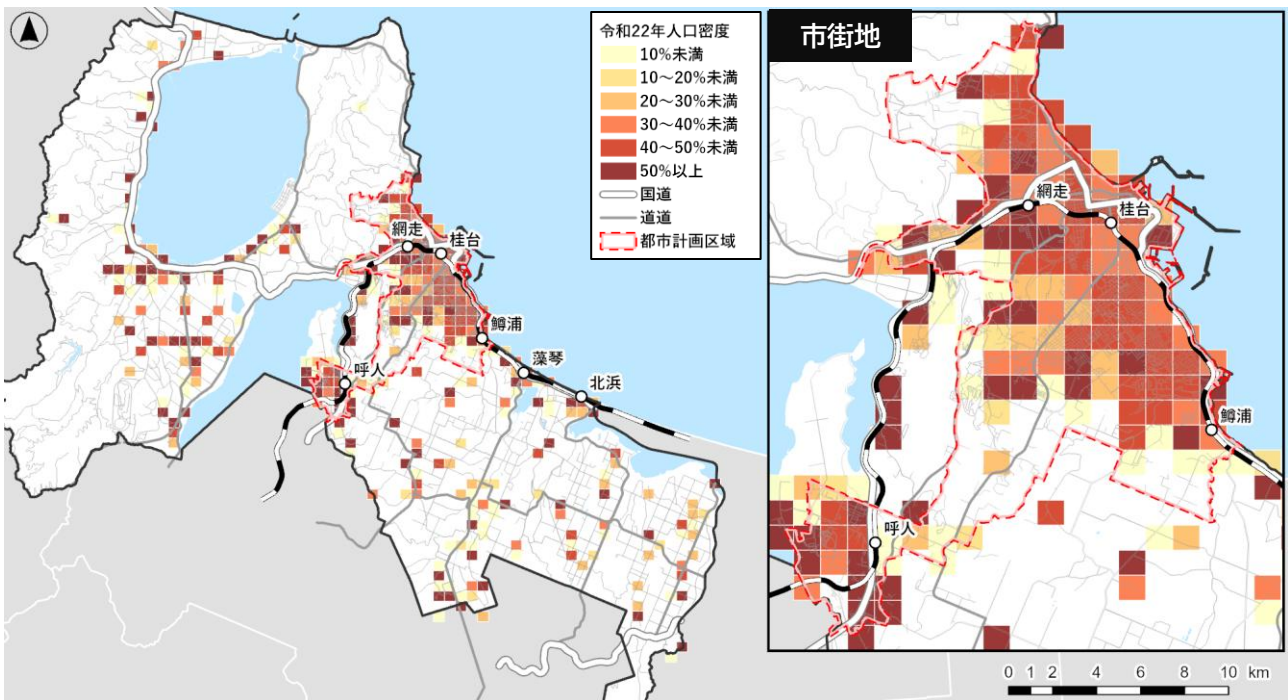 令和22年人口密度
10%未満
10～20%未満
20～30%未満
30～40%未満
40～50%未満
50%以上
国道
道道
都市計画区域
網走
桂台
鱒浦
藻琴
北浜
呼人
市街地
網走
桂台
鱒浦
呼人
0 1 2 4 6 8 10 km